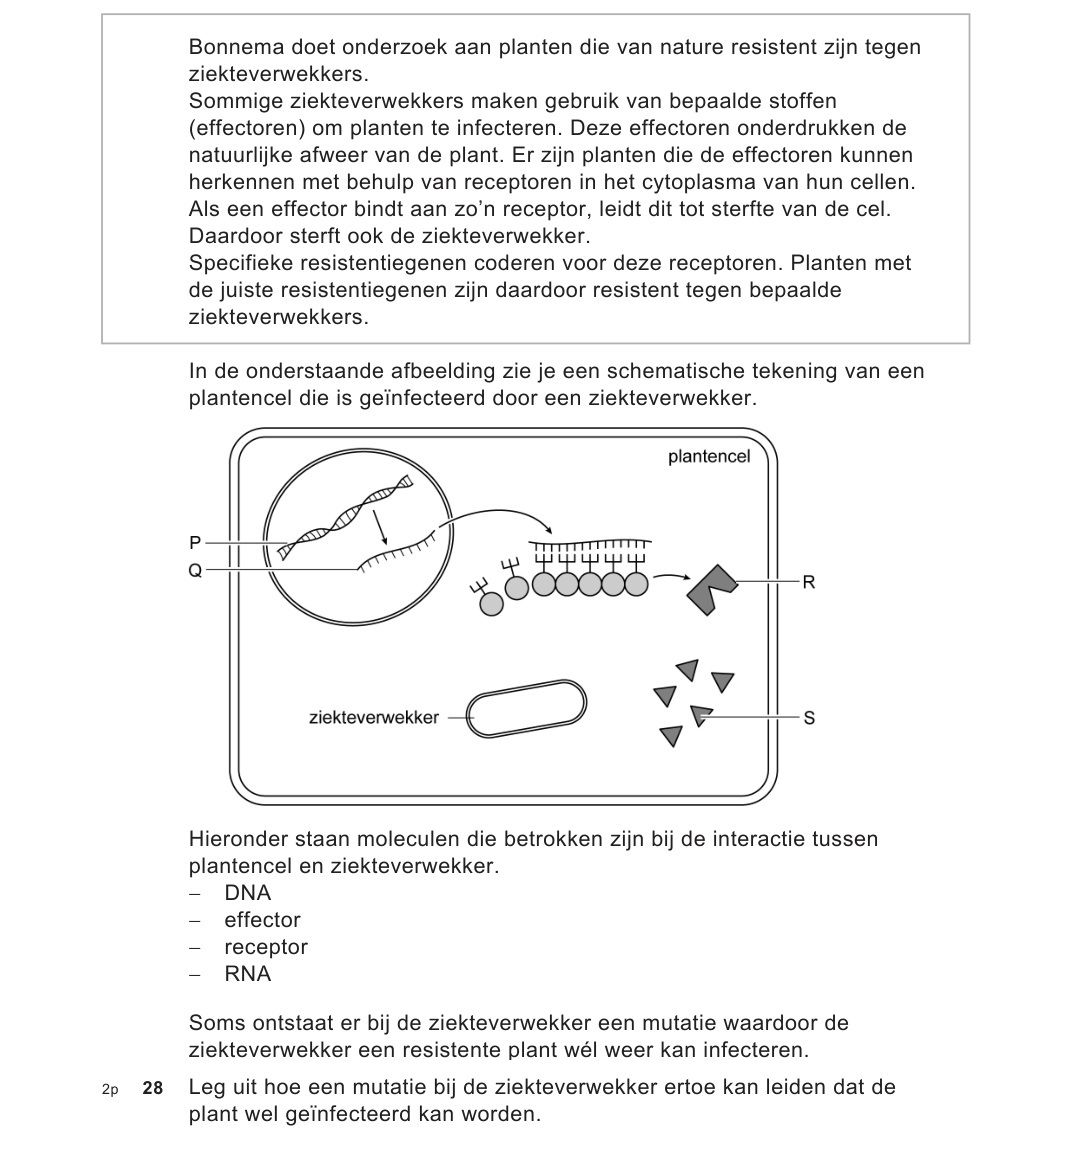 Bonnema doet onderzoek aan planten die van nature resistent zijn tegen
ziekteverwekkers.
Sommige ziekteverwekkers maken gebruik van bepaalde stoffen
(effectoren) om planten te infecteren. Deze effectoren onderdrukken de
natuurlijke afweer van de plant. Er zijn planten die de effectoren kunnen
herkennen met behulp van receptoren in het cytoplasma van hun cellen.
Als een effector bindt aan zo’n receptor, leidt dit tot sterfte van de cel.
Daardoor sterft ook de ziekteverwekker.
Specifieke resistentiegenen coderen voor deze receptoren. Planten met
de juiste resistentiegenen zijn daardoor resistent tegen bepaalde
ziekteverwekkers.
In de onderstaande afbeelding zie je een schematische tekening van een
plantencel die is geïnfecteerd door een ziekteverwekker.
plantencel
P
Q
R
ziekteverwekker
S
Hieronder staan moleculen die betrokken zijn bij de interactie tussen
plantencel en ziekteverwekker.
– DNA
– effector
– receptor
– RNA
Soms ontstaat er bij de ziekteverwekker een mutatie waardoor de
ziekteverwekker een resistente plant wél weer kan infecteren.
2p 28 Leg uit hoe een mutatie bij de ziekteverwekker ertoe kan leiden dat de
plant wel geïnfecteerd kan worden.